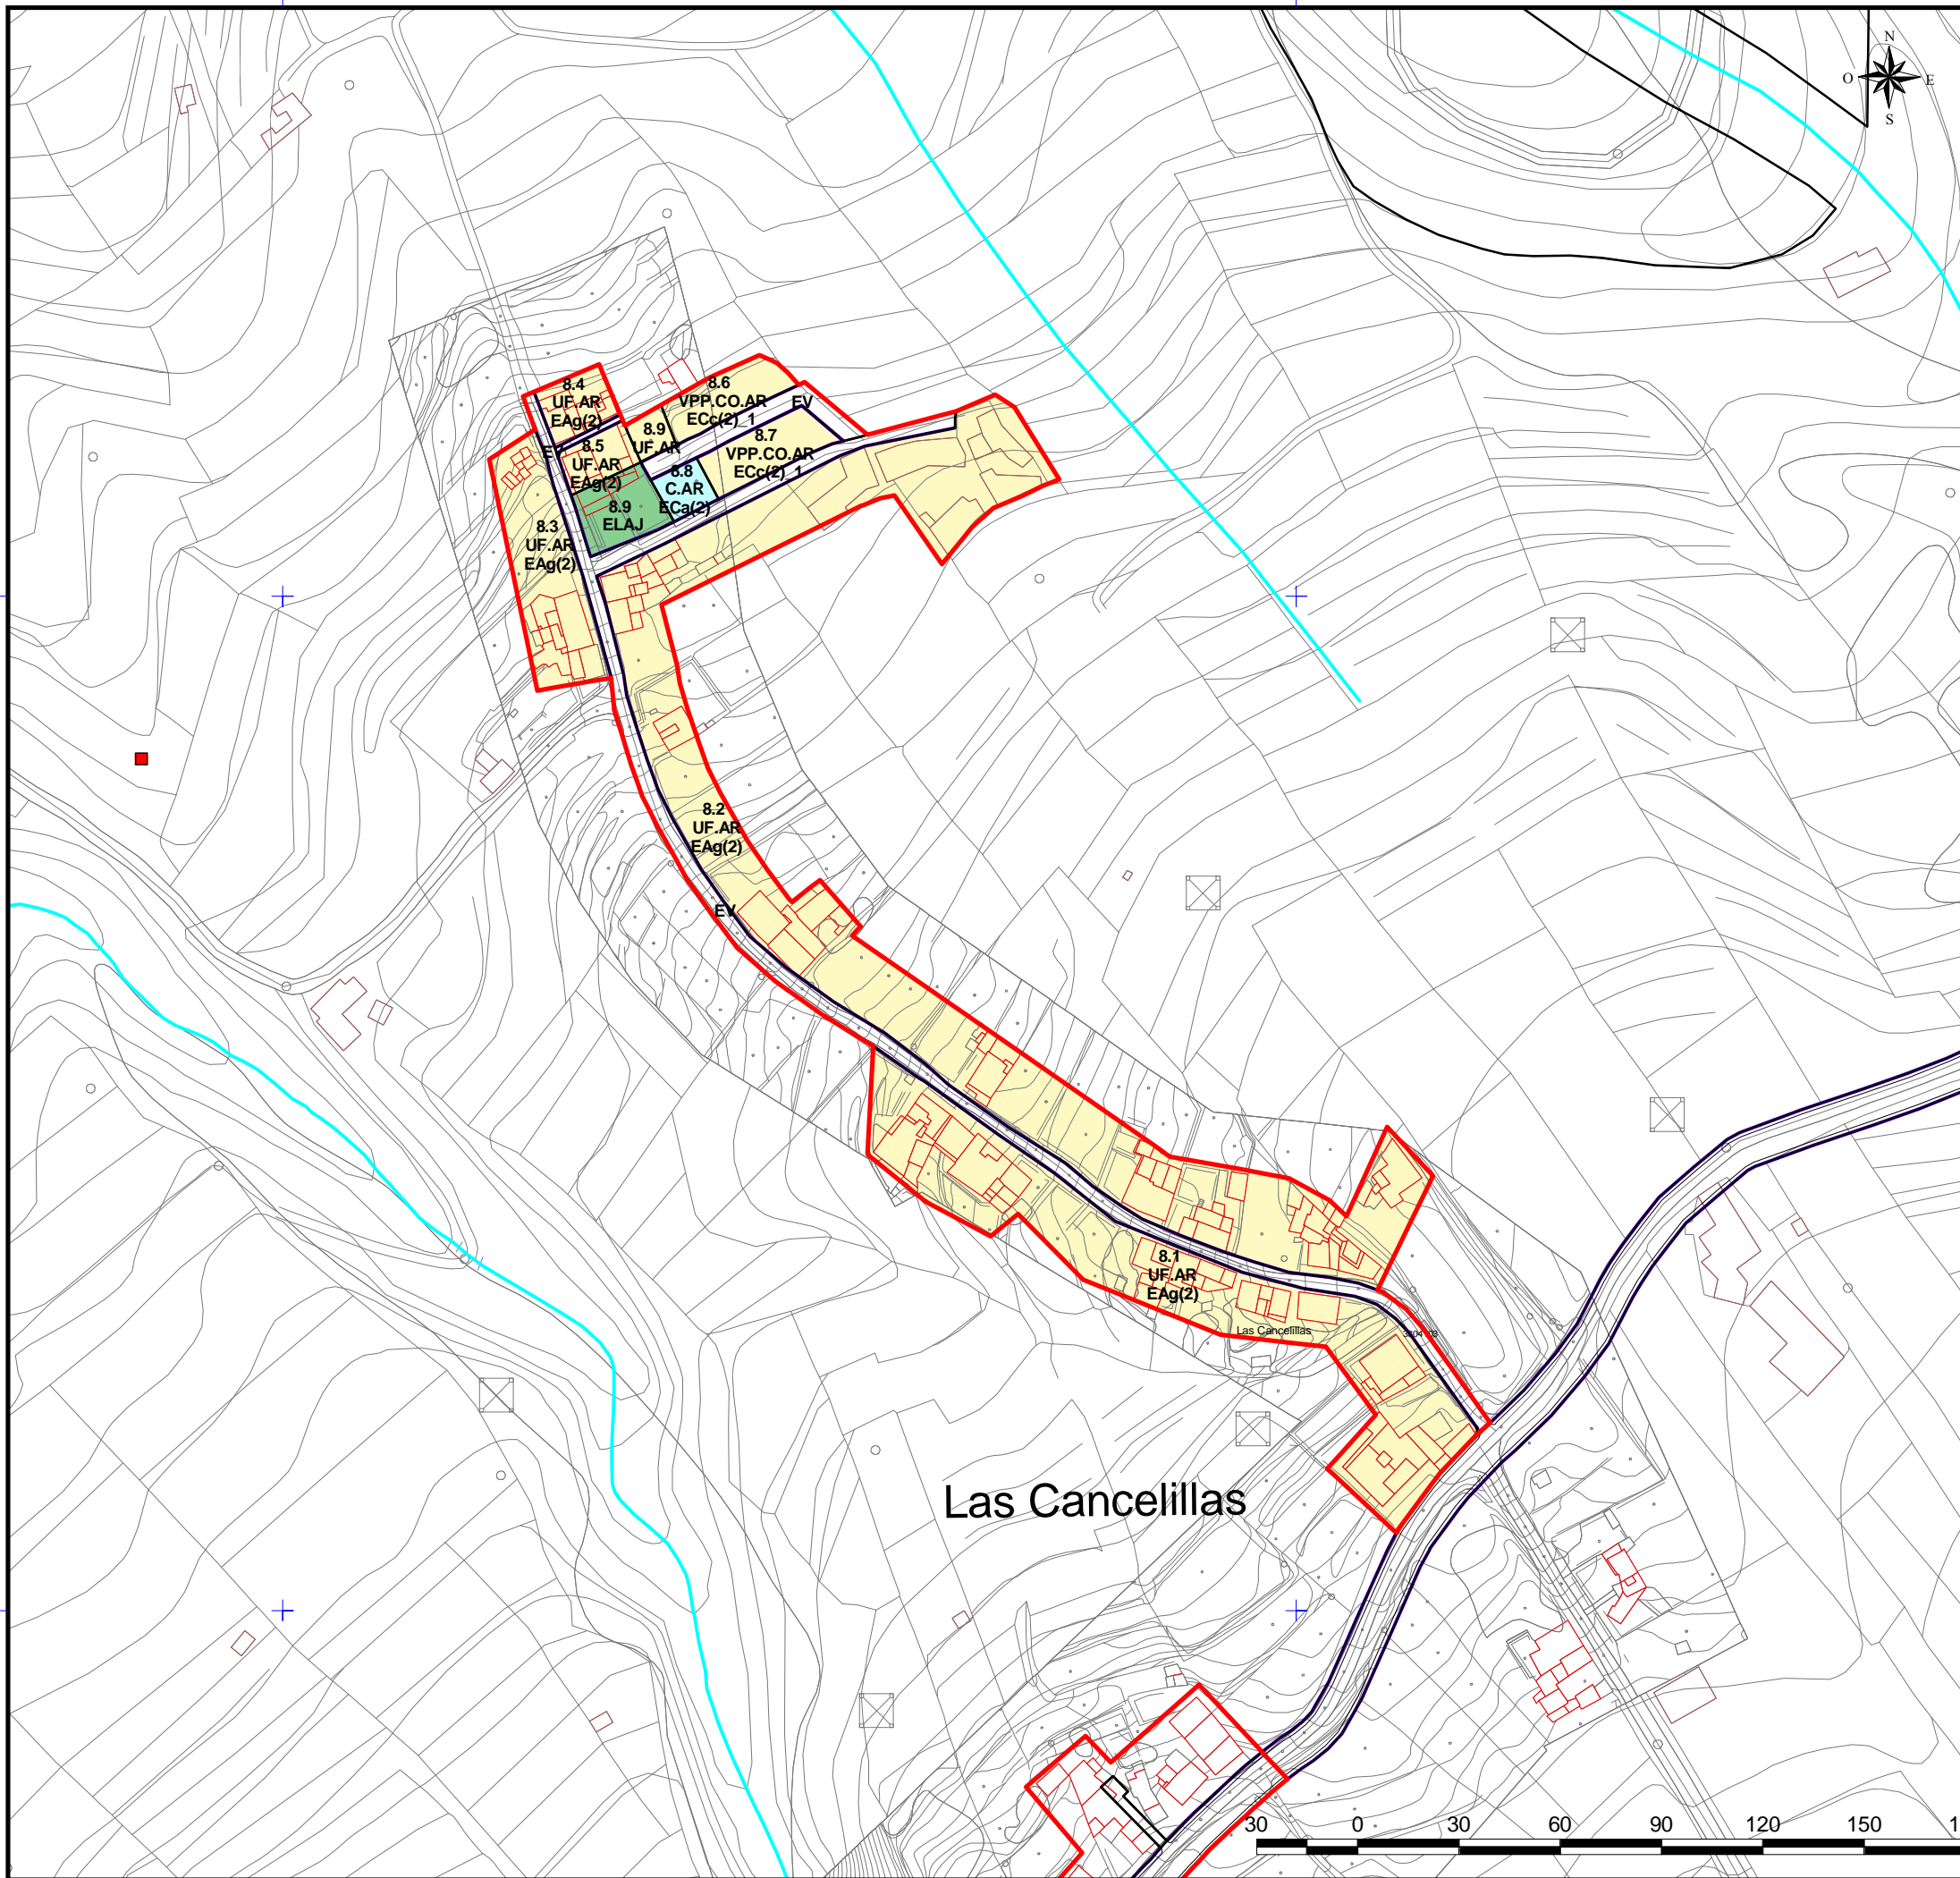 N
O
E
S
8.4
UF.AR
EAg(2)
8.6
VPP.CO.AR
ECc(2)_1
EV
8.9
UF.AR
8.7
VPP.CO.AR
ECc(2)_1
8.5
UF.AR
EAg(2)
8.8
C.AR
ECa(2)
8.9
ELAJ
8.3
UF.AR
EAg(2)
8.2
UF.AR
EAg(2)
EV
8.1
UF.AR
EAg(2)
Las Cancelillas
Las Cancelillas
30 0 30 60 90 120 150